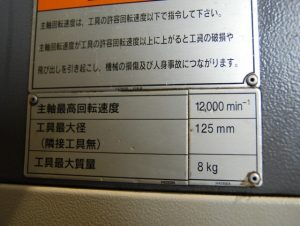 主軸回転速度は、工具の許容回転速度以下で指令して下さい。
主軸回転速度が工具の許容回転速度以上に上がると工具の破損や
飛び出しを引き起こし、機械の損傷及び人身事故につながります。
主軸最高回転速度 12,000 min⁻¹
工具最大径 125 mm
(隣接工具無)
工具最大質量 8 kg